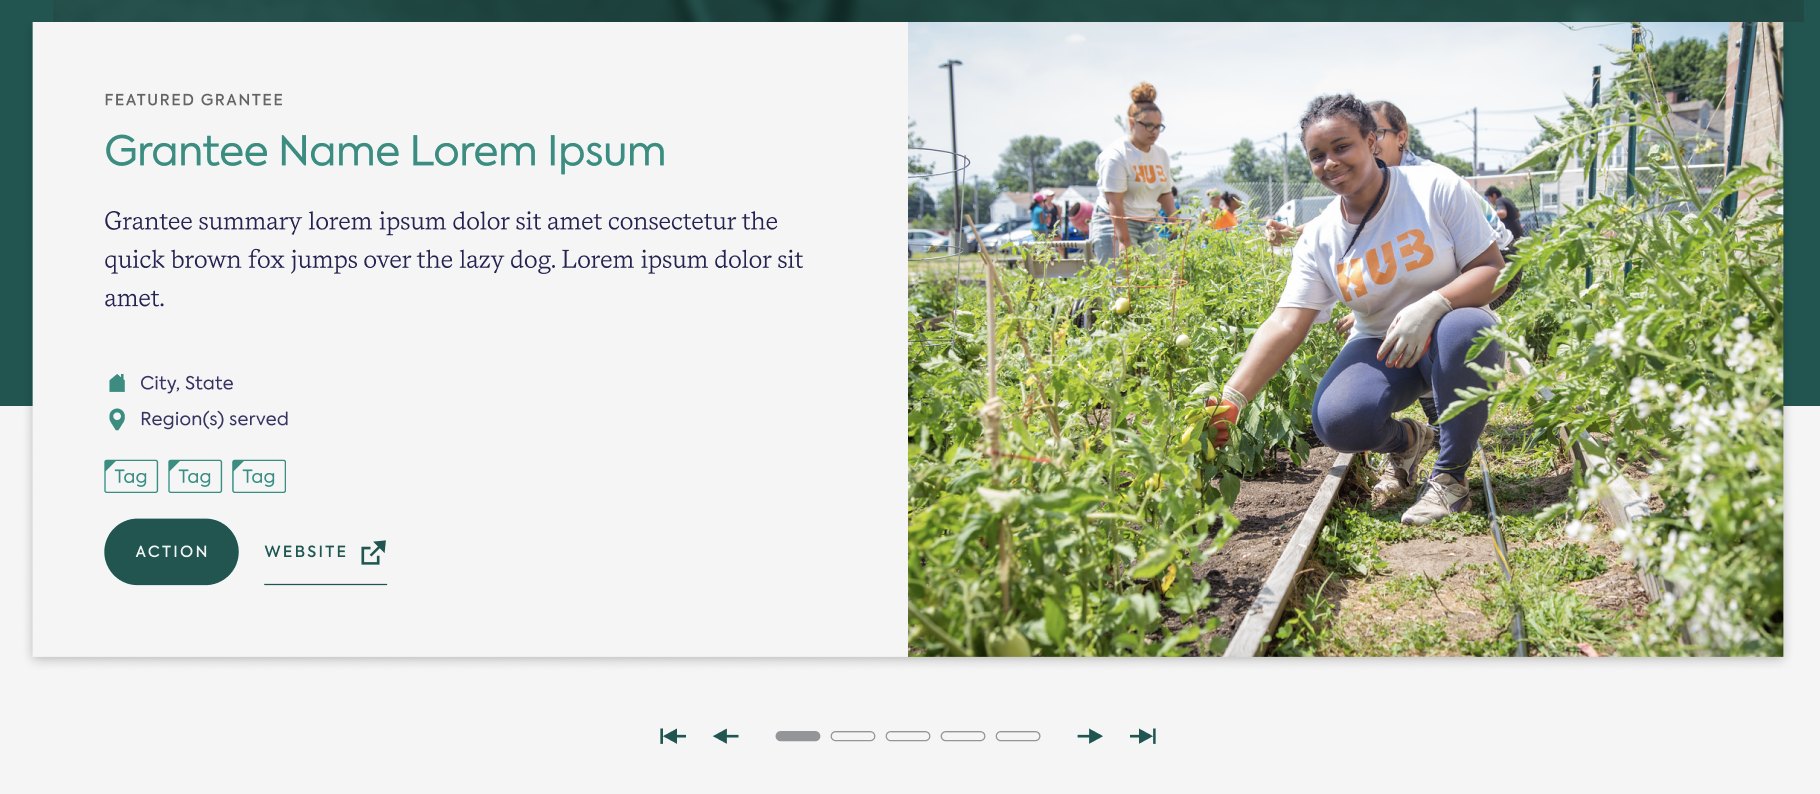 FEATURED GRANTEE
Grantee Name Lorem Ipsum
Grantee summary lorem ipsum dolor sit amet consectetur the
quick brown fox jumps over the lazy dog. Lorem ipsum dolor sit
amet.
City, State
Region(s) served
Tag Tag Tag
ACTION WEBSITE
HUB
HUB